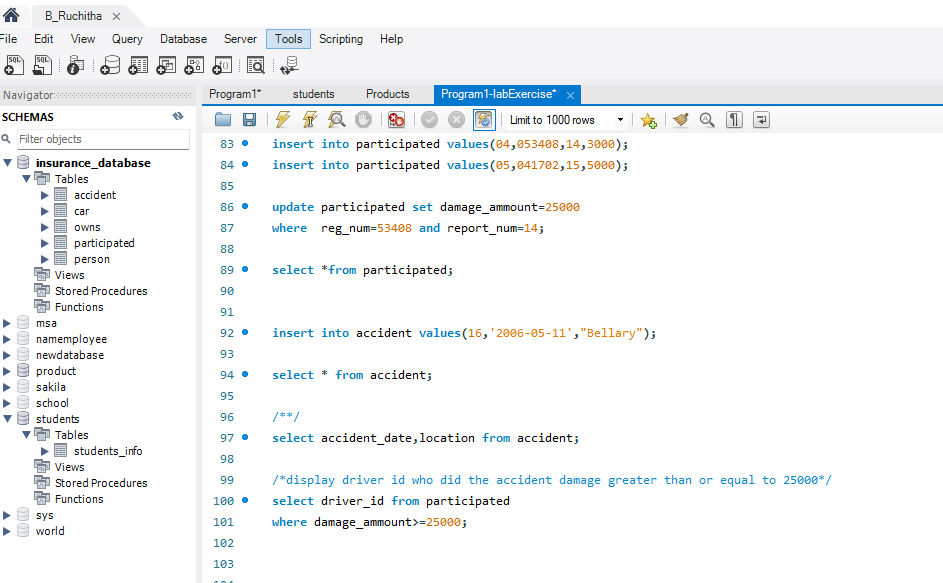 B_Ruchitha
File Edit View Query Database Server Tools Scripting Help
Navigator
SCHEMAS
Filter objects
insurance_database
Tables
accident
car
owns
participated
person
Views
Stored Procedures
Functions
msa
namemployee
newdatabase
product
sakila
school
students
Tables
students_info
Views
Stored Procedures
Functions
sys
world
Program1* students Products Program1-labExercise*
Limit to 1000 rows
83 insert into participated values(04,053408,14,3000);
84 insert into participated values(05,041702,15,5000);
85
86 update participated set damage_ammount=25000
87 where  reg_num=53408 and report_num=14;
88
89 select *from participated;
90
91
92 insert into accident values(16,'2006-05-11',"Bellary");
93
94 select * from accident;
95
96 /**/
97 select accident_date,location from accident;
98
99 /*display driver id who did the accident damage greater than or equal to 25000*/
100 select driver_id from participated
101 where damage_ammount>=25000;
102
103